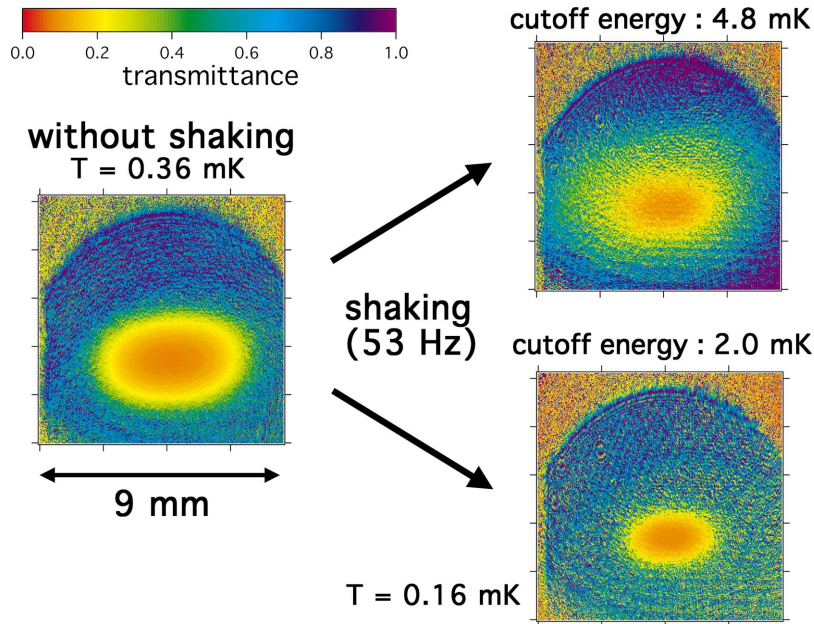 0.0 0.2 0.4 0.6 0.8 1.0
transmittance
cutoff energy : 4.8 mK
without shaking
T = 0.36 mK
shaking
(53 Hz)
cutoff energy : 2.0 mK
9 mm
T = 0.16 mK